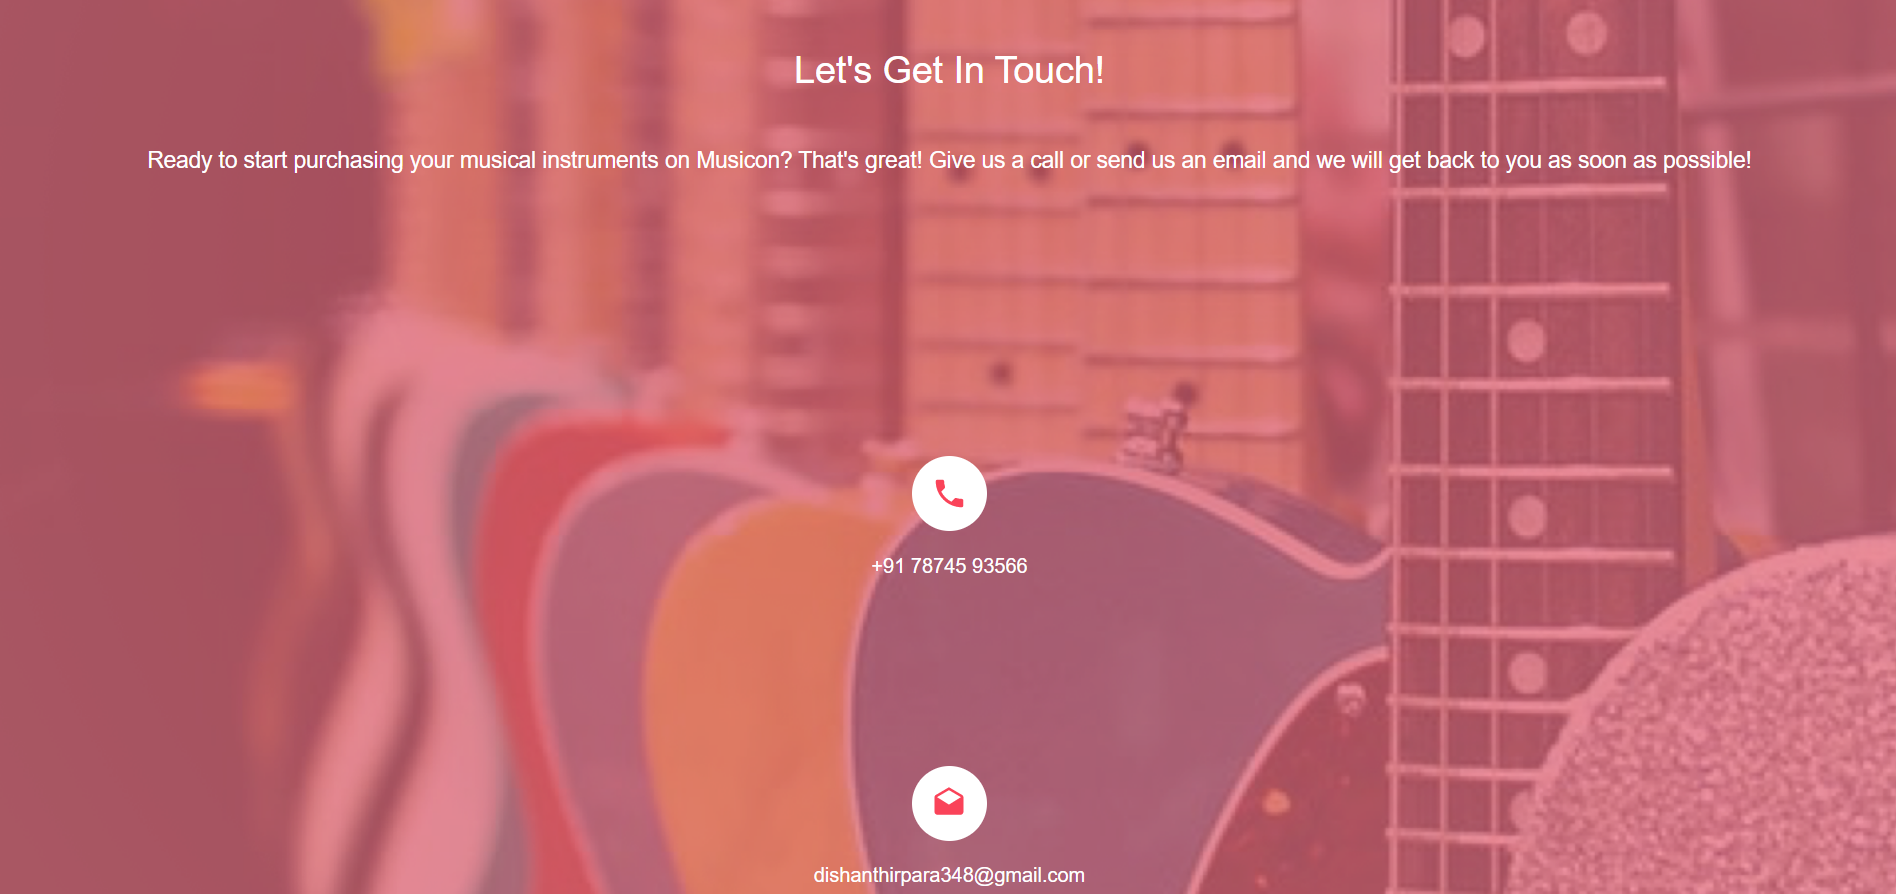 Let's Get In Touch!
Ready to start purchasing your musical instruments on Musicon? That's great! Give us a call or send us an email and we will get back to you as soon as possible!
+91 78745 93566
dishanthirpara348@gmail.com